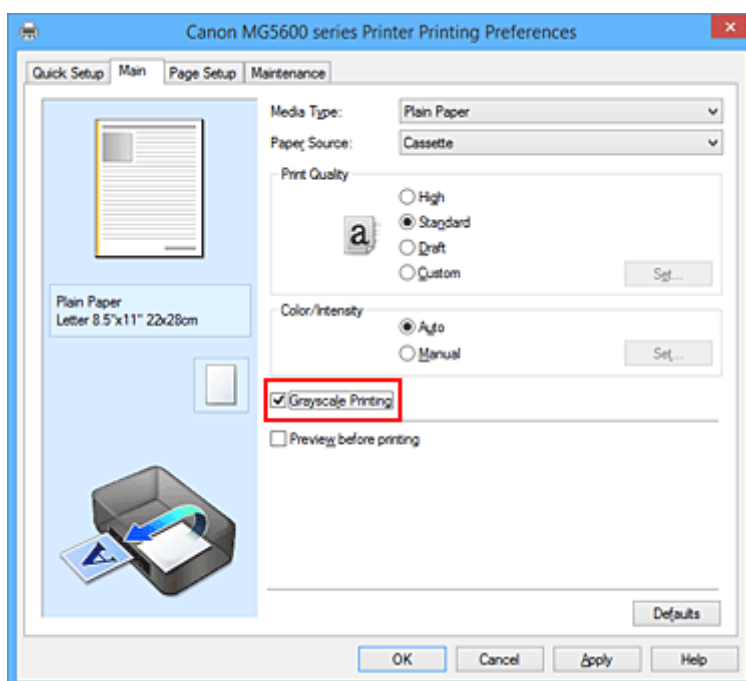 Canon MG5600 series Printer Printing Preferences
Quick Setup Main Page Setup Maintenance
Media Type: Plain Paper
Paper Source: Cassette
Print Quality
High
Standard
Draft
Custom Set...
a
Plain Paper
Letter 8.5"x11" 22x28cm
Color/Intensity
Auto
Manual Set...
Grayscale Printing
Preview before printing
A
Defaults
OK Cancel Apply Help